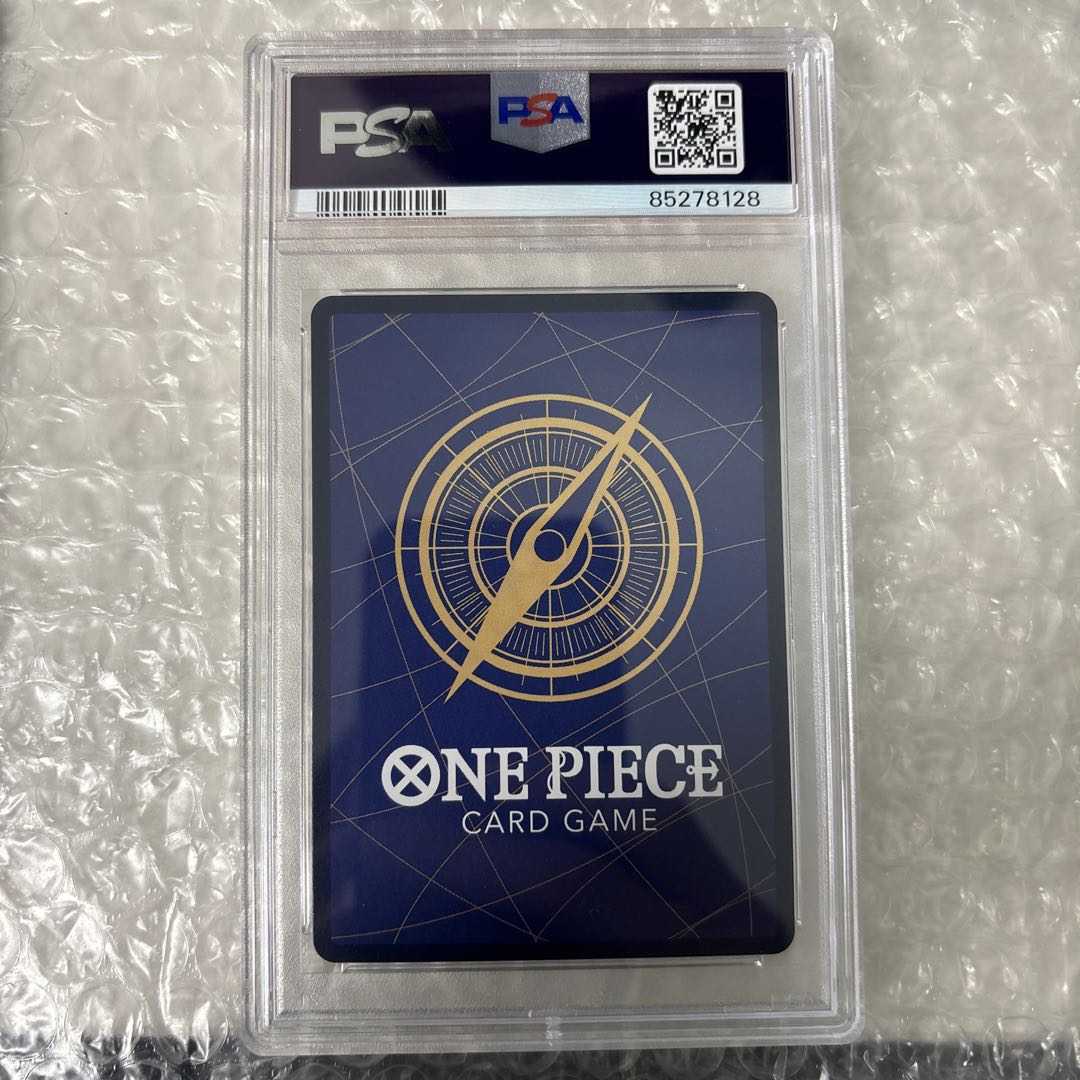 PSA
PSA
85278128
ONE PIECE
CARD GAME